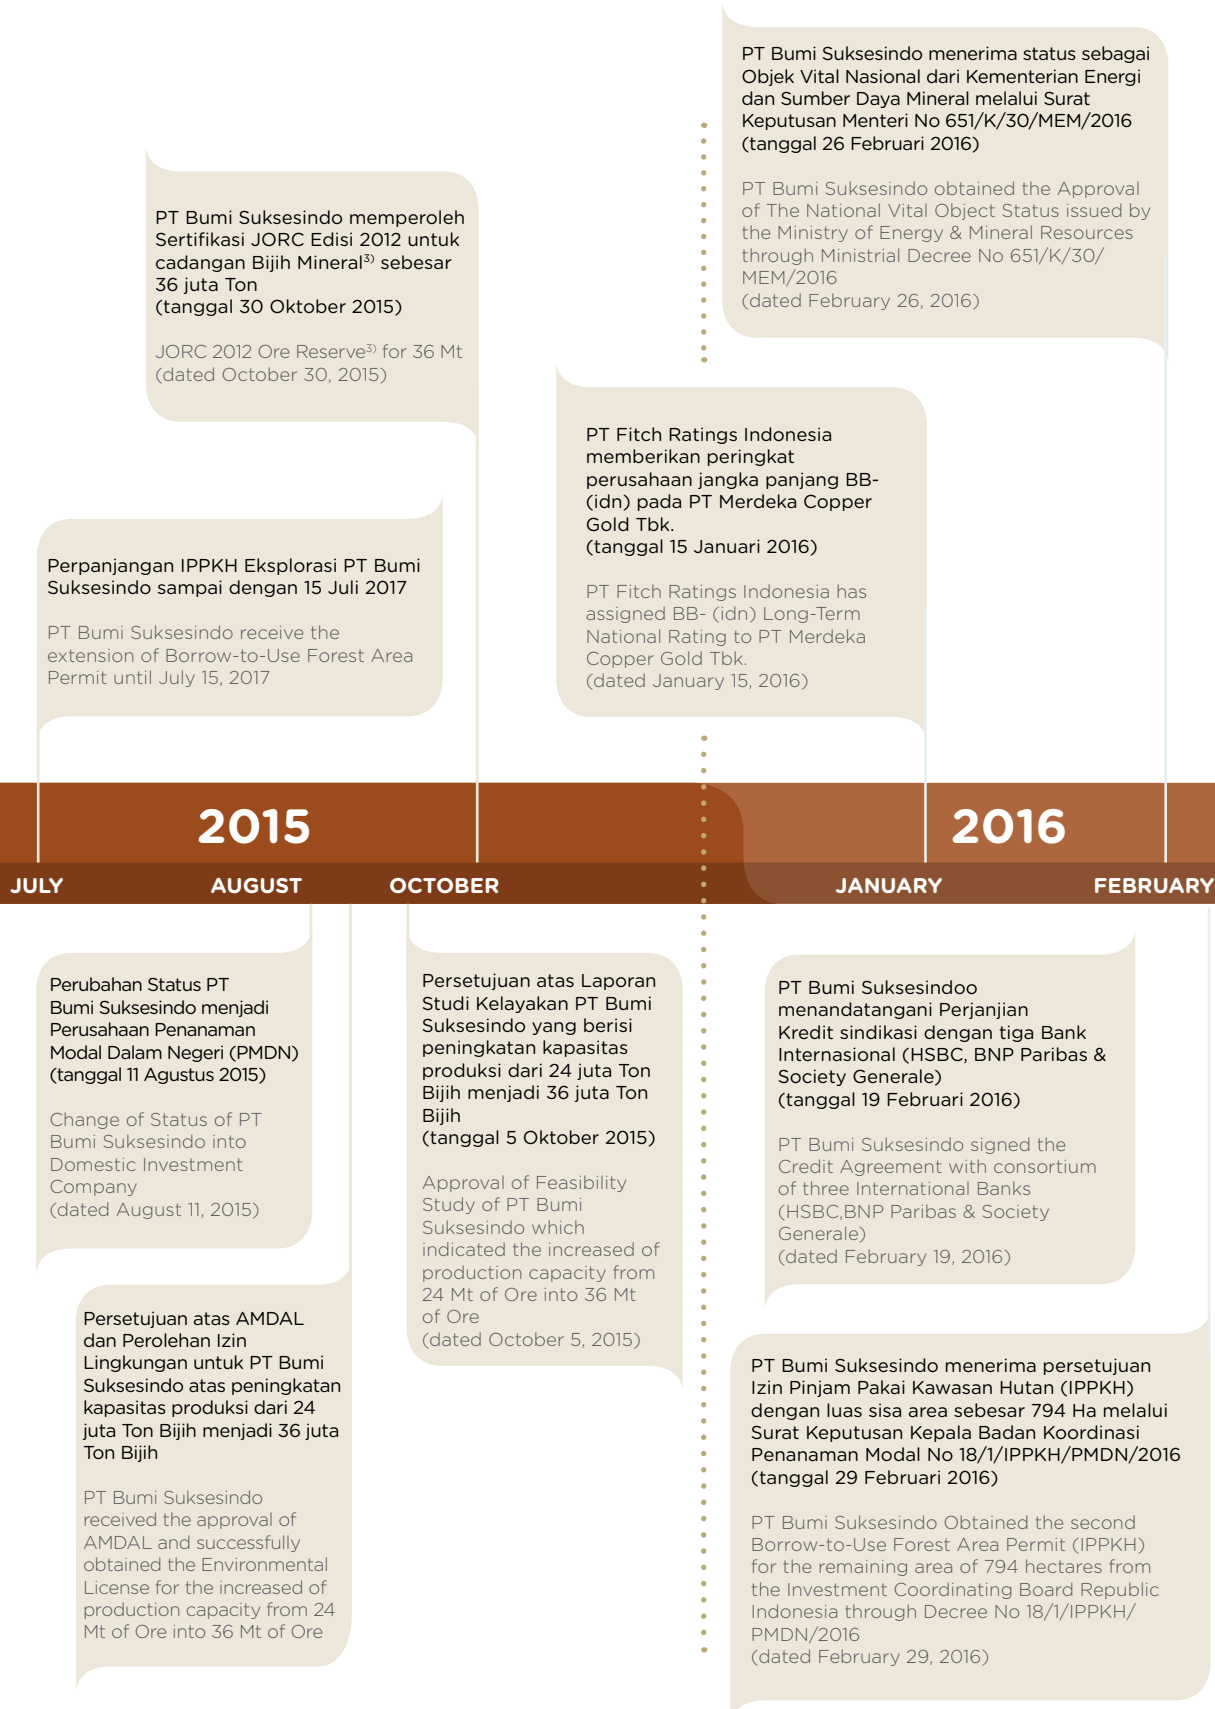 PT Bumi Suksesindo menerima status sebagai
Objek Vital Nasional dari Kementerian Energi
dan Sumber Daya Mineral melalui Surat
Keputusan Menteri No 651/K/30/MEM/2016
(tanggal 26 Februari 2016)
PT Bumi Suksesindo obtained the Approval
of The National Vital Object Status issued by
the Ministry of Energy & Mineral Resources
through Ministrial Decree No 651/K/30/
MEM/2016
(dated February 26, 2016)
PT Bumi Suksesindo memperoleh
Sertifikasi JORC Edisi 2012 untuk
cadangan Bijih Mineral³⁾ sebesar
36 juta Ton
(tanggal 30 Oktober 2015)
JORC 2012 Ore Reserve³⁾ for 36 Mt
(dated October 30, 2015)
PT Fitch Ratings Indonesia
memberikan peringkat
perusahaan jangka panjang BB-
(idn) pada PT Merdeka Copper
Gold Tbk.
(tanggal 15 Januari 2016)
PT Fitch Ratings Indonesia has
assigned BB- (idn) Long-Term
National Rating to PT Merdeka
Copper Gold Tbk.
(dated January 15, 2016)
Perpanjangan IPPKH Eksplorasi PT Bumi
Suksesindo sampai dengan 15 Juli 2017
PT Bumi Suksesindo receive the
extension of Borrow-to-Use Forest Area
Permit until July 15, 2017
2015
2016
JULY
AUGUST
OCTOBER
JANUARY
FEBRUARY
Perubahan Status PT
Bumi Suksesindo menjadi
Perusahaan Penanaman
Modal Dalam Negeri (PMDN)
(tanggal 11 Agustus 2015)
Change of Status of PT
Bumi Suksesindo into
Domestic Investment
Company
(dated August 11, 2015)
Persetujuan atas AMDAL
dan Perolehan Izin
Lingkungan untuk PT Bumi
Suksesindo atas peningkatan
kapasitas produksi dari 24
juta Ton Bijih menjadi 36 juta
Ton Bijih
PT Bumi Suksesindo
received the approval of
AMDAL and successfully
obtained the Environmental
License for the increased of
production capacity from 24
Mt of Ore into 36 Mt of Ore
Persetujuan atas Laporan
Studi Kelayakan PT Bumi
Suksesindo yang berisi
peningkatan kapasitas
produksi dari 24 juta Ton
Bijih menjadi 36 juta Ton
Bijih
(tanggal 5 Oktober 2015)
Approval of Feasibility
Study of PT Bumi
Suksesindo which
indicated the increased of
production capacity from
24 Mt of Ore into 36 Mt
of Ore
(dated October 5, 2015)
PT Bumi Suksesindoo
menandatangani Perjanjian
Kredit sindikasi dengan tiga Bank
Internasional (HSBC, BNP Paribas &
Society Generale)
(tanggal 19 Februari 2016)
PT Bumi Suksesindo signed the
Credit Agreement with consortium
of three International Banks
(HSBC,BNP Paribas & Society
Generale)
(dated February 19, 2016)
PT Bumi Suksesindo menerima persetujuan
Izin Pinjam Pakai Kawasan Hutan (IPPKH)
dengan luas sisa area sebesar 794 Ha melalui
Surat Keputusan Kepala Badan Koordinasi
Penanaman Modal No 18/1/IPPKH/PMDN/2016
(tanggal 29 Februari 2016)
PT Bumi Suksesindo Obtained the second
Borrow-to-Use Forest Area Permit (IPPKH)
for the remaining area of 794 hectares from
the Investment Coordinating Board Republic
Indonesia through Decree No 18/1/IPPKH/
PMDN/2016
(dated February 29, 2016)